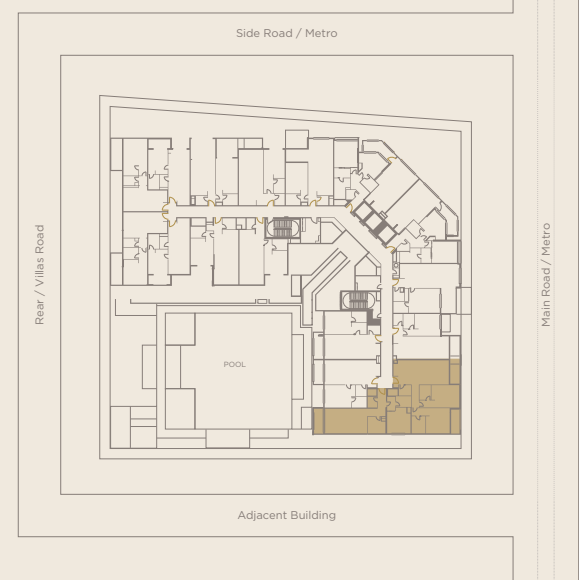 Side Road / Metro
Rear / Villas Road
Main Road / Metro
POOL
Adjacent Building